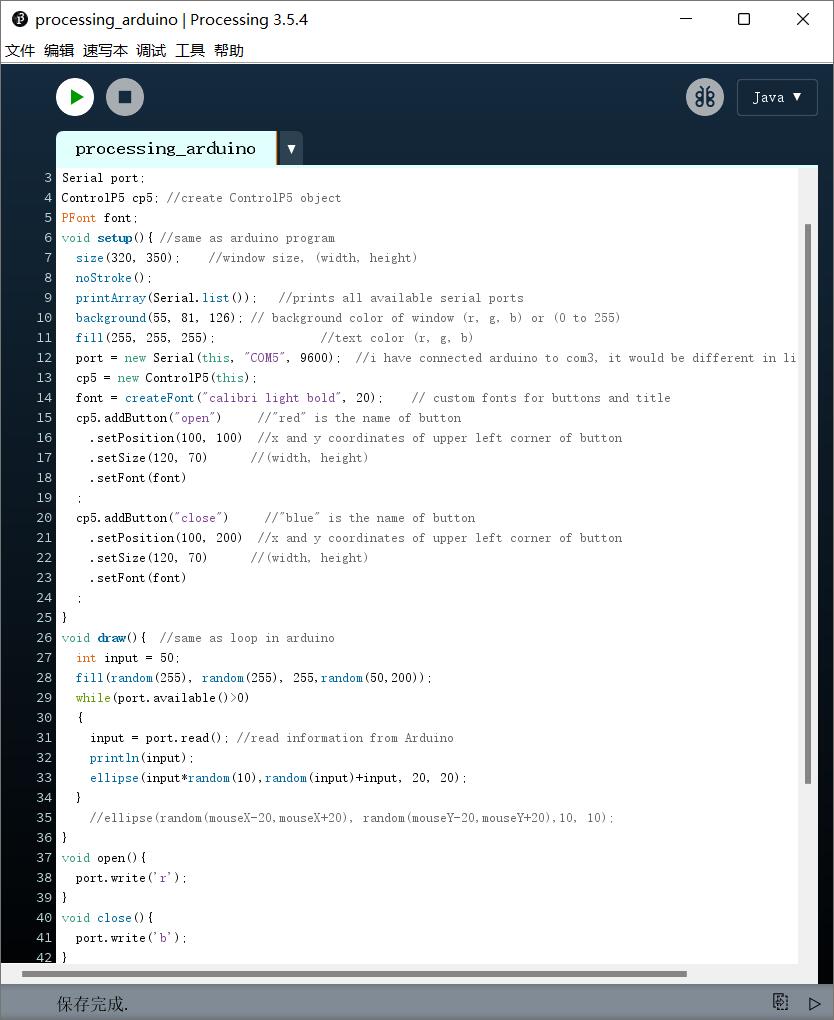 processing_arduino | Processing 3.5.4
文件 编辑 速写本 调试 工具 帮助
Java ▼
processing_arduino ▼
3 Serial port;
4 ControlP5 cp5; //create ControlP5 object
5 PFont font;
6 void setup(){ //same as arduino program
7 size(320, 350); //window size, (width, height)
8 noStroke();
9 printArray(Serial.list()); //prints all available serial ports
10 background(55, 81, 126); // background color of window (r, g, b) or (0 to 255)
11 fill(255, 255, 255); //text color (r, g, b)
12 port = new Serial(this, "COM5", 9600); //i have connected arduino to com3, it would be different in li
13 cp5 = new ControlP5(this);
14 font = createFont("calibri light bold", 20); // custom fonts for buttons and title
15 cp5.addButton("open") //"red" is the name of button
16 .setPosition(100, 100) //x and y coordinates of upper left corner of button
17 .setSize(120, 70) //(width, height)
18 .setFont(font)
19 ;
20 cp5.addButton("close") //"blue" is the name of button
21 .setPosition(100, 200) //x and y coordinates of upper left corner of button
22 .setSize(120, 70) //(width, height)
23 .setFont(font)
24 ;
25 }
26 void draw(){ //same as loop in arduino
27 int input = 50;
28 fill(random(255), random(255), 255,random(50,200));
29 while(port.available()>0)
30 {
31 input = port.read(); //read information from Arduino
32 println(input);
33 ellipse(input*random(10),random(input)+input, 20, 20);
34 }
35 //ellipse(random(mouseX-20,mouseX+20), random(mouseY-20,mouseY+20),10, 10);
36 }
37 void open(){
38 port.write('r');
39 }
40 void close(){
41 port.write('b');
42 }
保存完成.